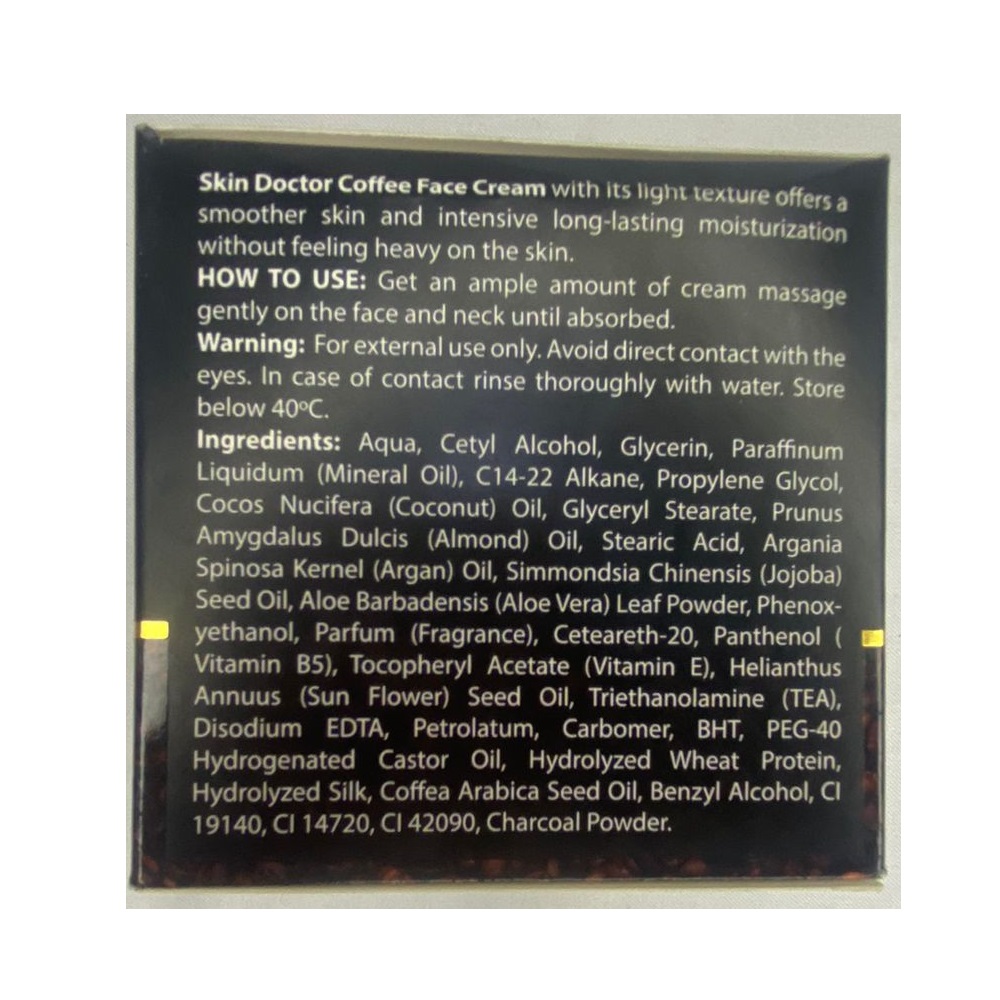 Skin Doctor Coffee Face Cream with its light texture offers a
smoother skin and intensive long-lasting moisturization
without feeling heavy on the skin.
HOW TO USE: Get an ample amount of cream massage
gently on the face and neck until absorbed.
Warning: For external use only. Avoid direct contact with the
eyes. In case of contact rinse thoroughly with water. Store
below 40ºC.
Ingredients: Aqua, Cetyl Alcohol, Glycerin, Paraffinum
Liquidum (Mineral Oil), C14-22 Alkane, Propylene Glycol,
Cocos Nucifera (Coconut) Oil, Glyceryl Stearate, Prunus
Amygdalus Dulcis (Almond) Oil, Stearic Acid, Argania
Spinosa Kernel (Argan) Oil, Simmondsia Chinensis (Jojoba)
Seed Oil, Aloe Barbadensis (Aloe Vera) Leaf Powder, Phenox-
yethanol, Parfum (Fragrance), Ceteareth-20, Panthenol (
Vitamin B5), Tocopheryl Acetate (Vitamin E), Helianthus
Annuus (Sun Flower) Seed Oil, Triethanolamine (TEA),
Disodium EDTA, Petrolatum, Carbomer, BHT, PEG-40
Hydrogenated Castor Oil, Hydrolyzed Wheat Protein,
Hydrolyzed Silk, Coffea Arabica Seed Oil, Benzyl Alcohol, CI
19140, CI 14720, CI 42090, Charcoal Powder.